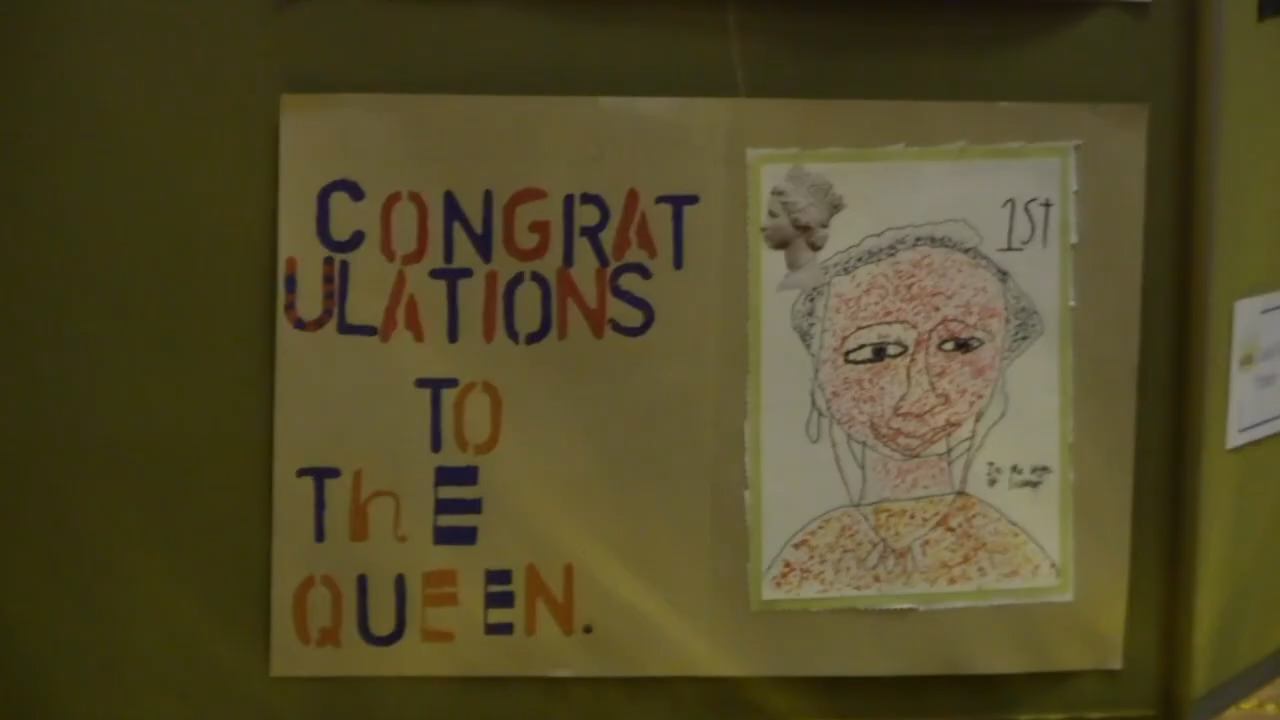 CONGRAT
ULATIONS
TO
ThE
QUEEN.
1ST